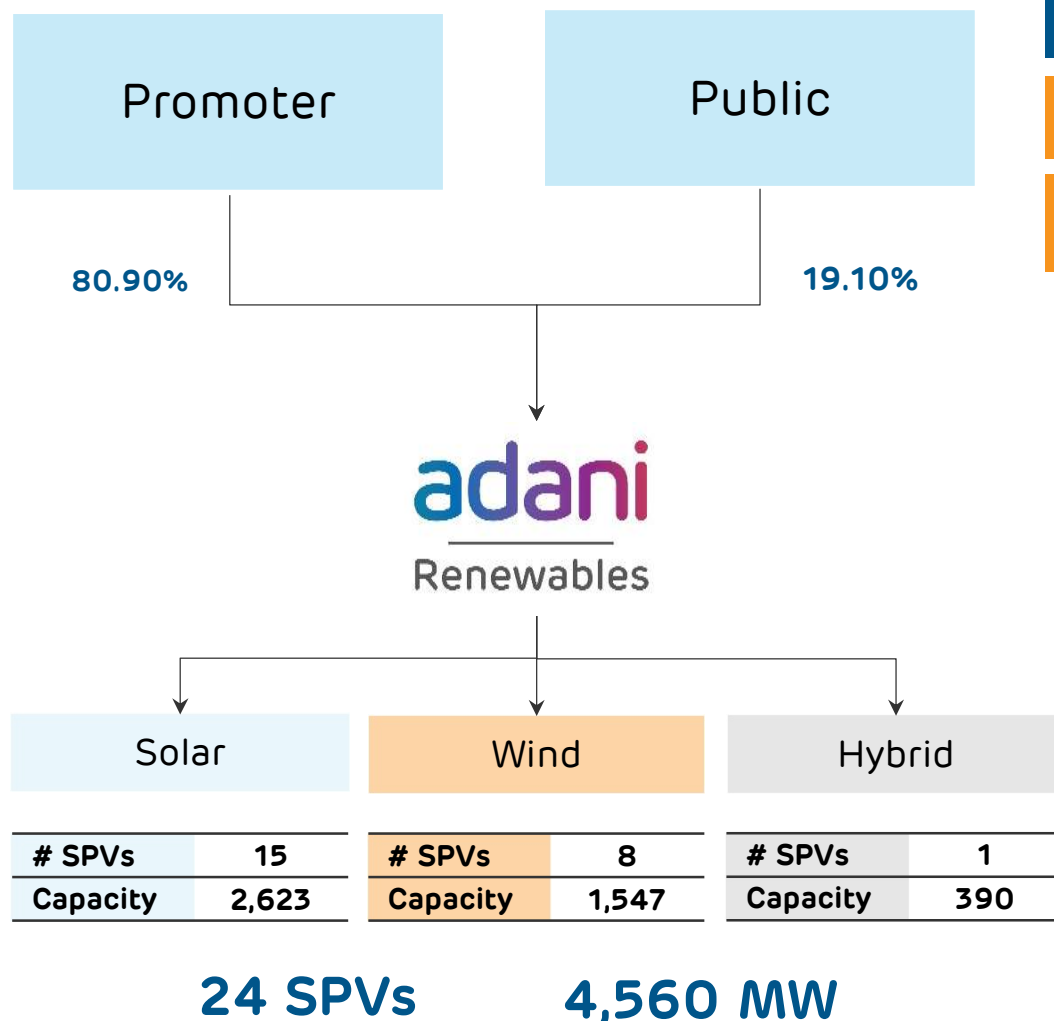 Promoter
Public
80.90%
19.10%
adani
Renewables
Solar
Wind
Hybrid
# SPVs 15
Capacity 2,623
# SPVs 8
Capacity 1,547
# SPVs 1
Capacity 390
24 SPVs 4,560 MW